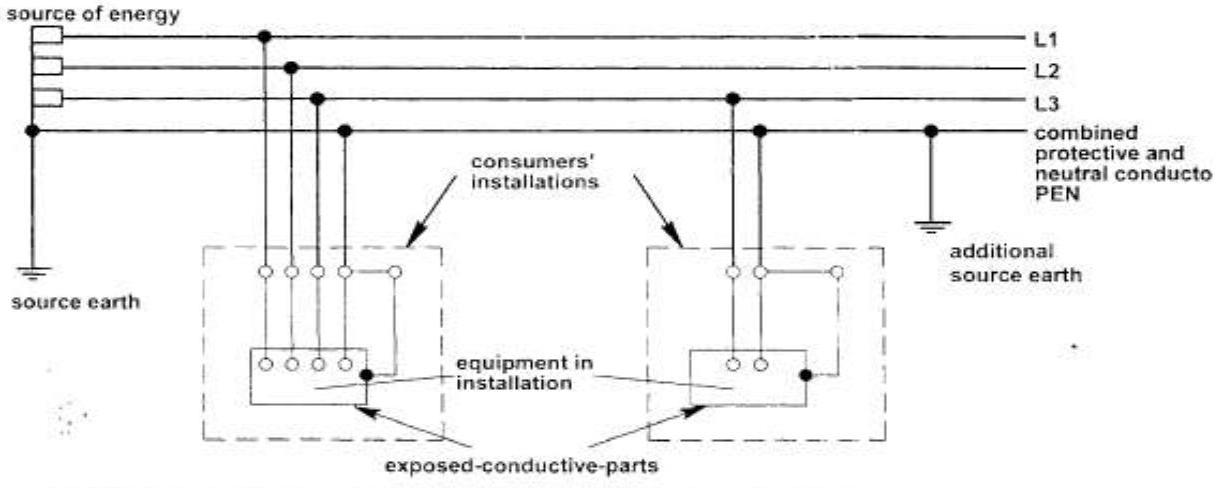 source of energy
L1
L2
L3
combined
protective and
neutral conducto
PEN
consumers'
installations
additional
source earth
source earth
equipment in
installation
exposed-conductive-parts